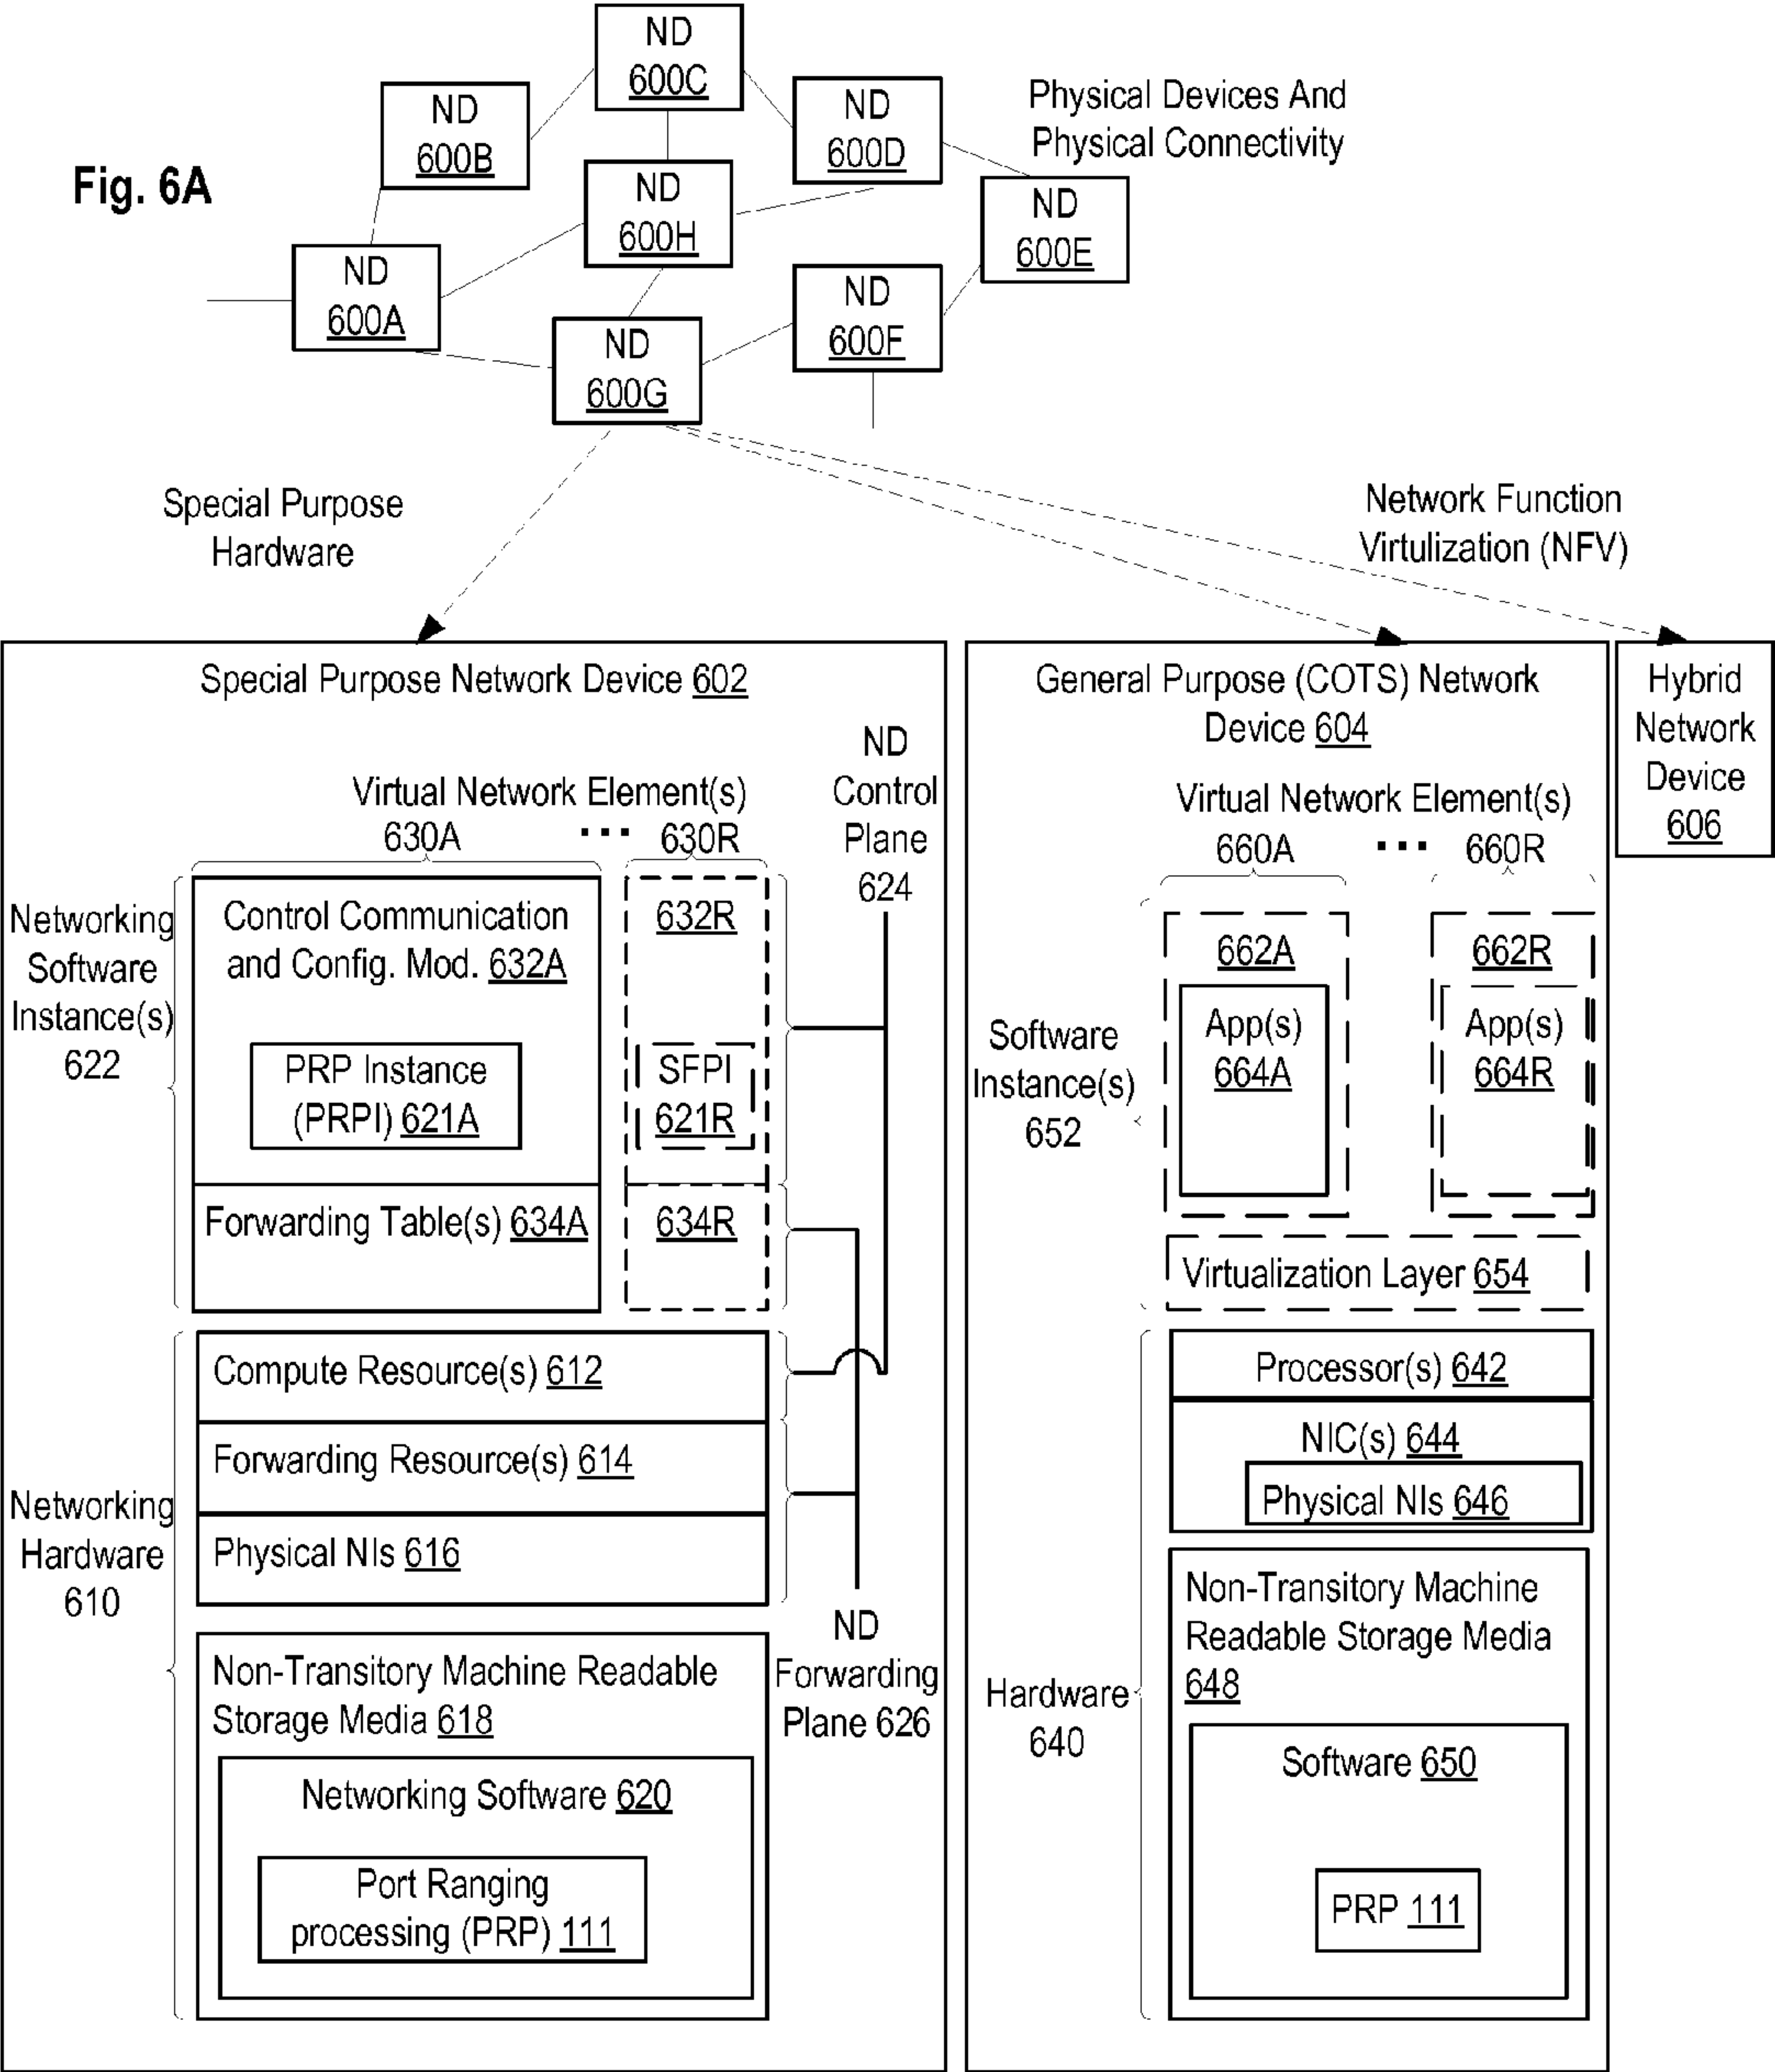 Fig. 6A
ND
600C
ND
600B
ND
600D
Physical Devices And
Physical Connectivity
ND
600H
ND
600E
ND
600A
ND
600F
ND
600G
Special Purpose
Hardware
Network Function
Virtulization (NFV)
Special Purpose Network Device 602
ND
Control
Plane
624
Virtual Network Element(s)
630A ... 630R
Networking
Software
Instance(s)
622
Control Communication
and Config. Mod. 632A
632R
PRP Instance
(PRPI) 621A
SFPI
621R
Forwarding Table(s) 634A
634R
Networking
Hardware
610
Compute Resource(s) 612
Forwarding Resource(s) 614
Physical NIs 616
ND
Forwarding
Plane 626
Non-Transitory Machine Readable
Storage Media 618
Networking Software 620
Port Ranging
processing (PRP) 111
General Purpose (COTS) Network
Device 604
Virtual Network Element(s)
660A ... 660R
Software
Instance(s)
652
662A
662R
App(s)
664A
App(s)
664R
Virtualization Layer 654
Hardware
640
Processor(s) 642
NIC(s) 644
Physical NIs 646
Non-Transitory Machine
Readable Storage Media
648
Software 650
PRP 111
Hybrid
Network
Device
606